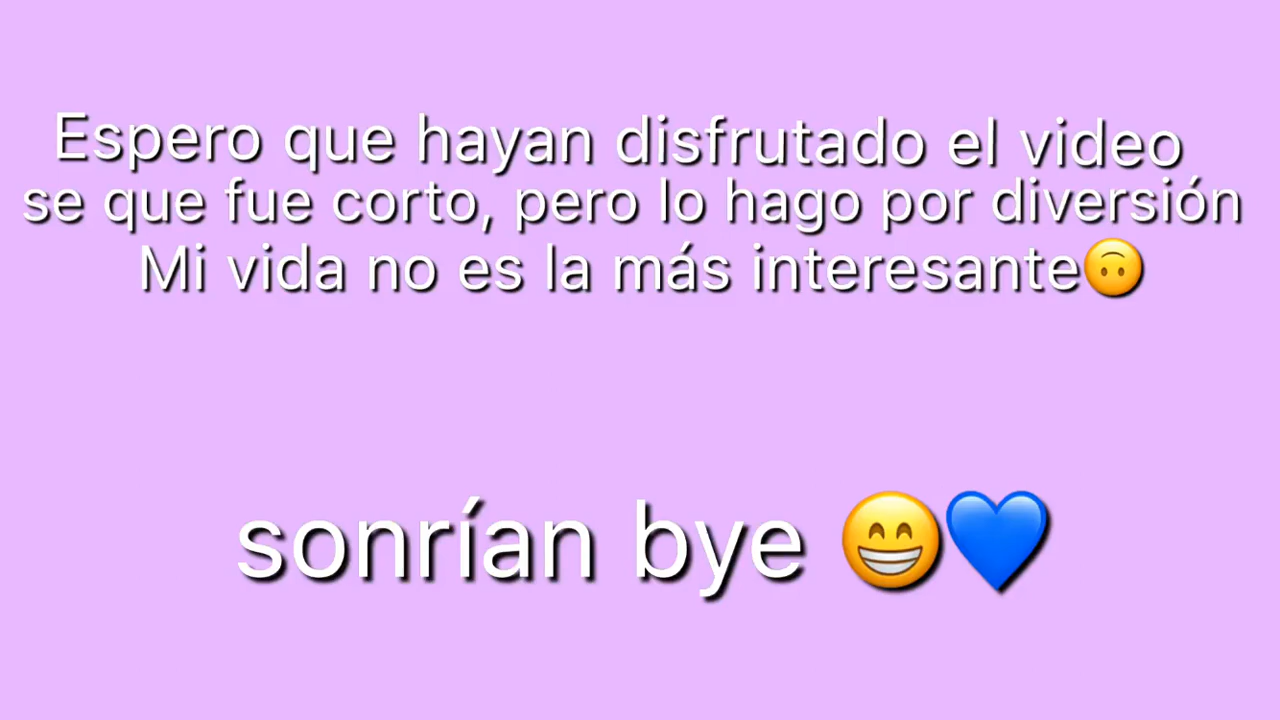 Espero que hayan disfrutado el video
se que fue corto, pero lo hago por diversión
Mi vida no es la más interesante🙃
sonrían bye 😁💙